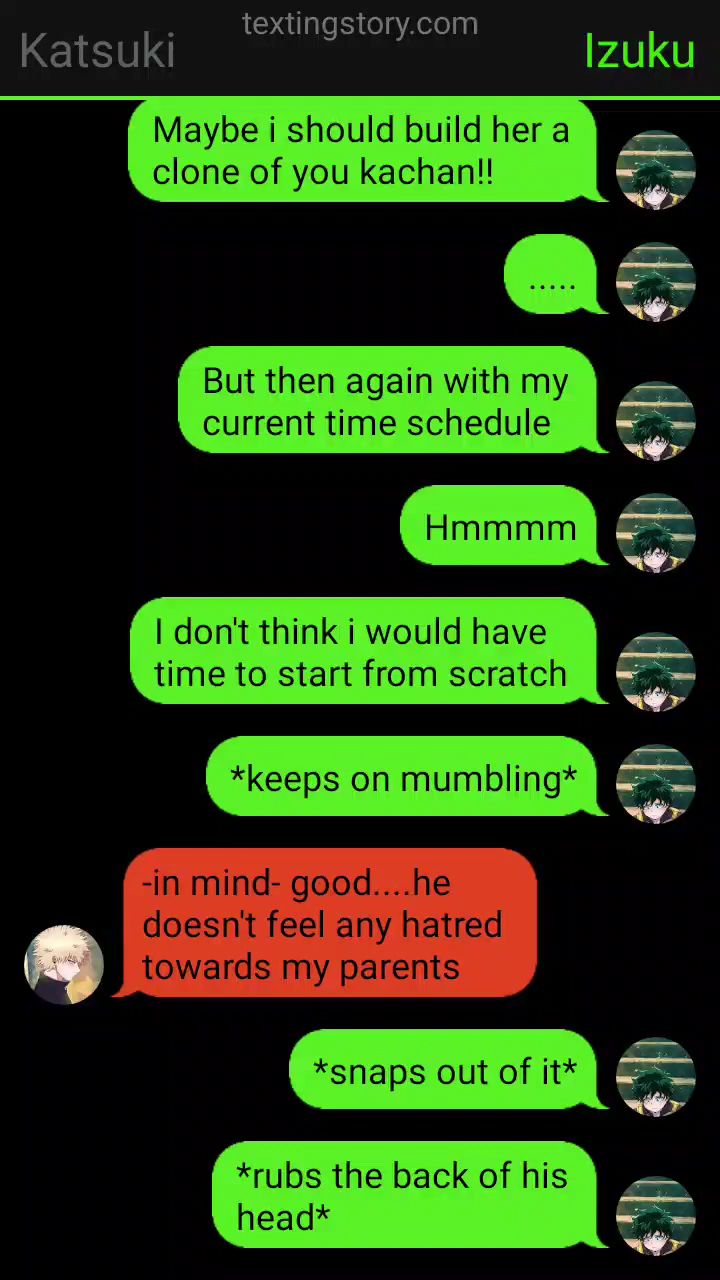 textingstory.com
Katsuki
Izuku
Maybe i should build her a
clone of you kachan!!
.....
But then again with my
current time schedule
Hmmmm
I don't think i would have
time to start from scratch
*keeps on mumbling*
-in mind- good....he
doesn't feel any hatred
towards my parents
*snaps out of it*
*rubs the back of his
head*